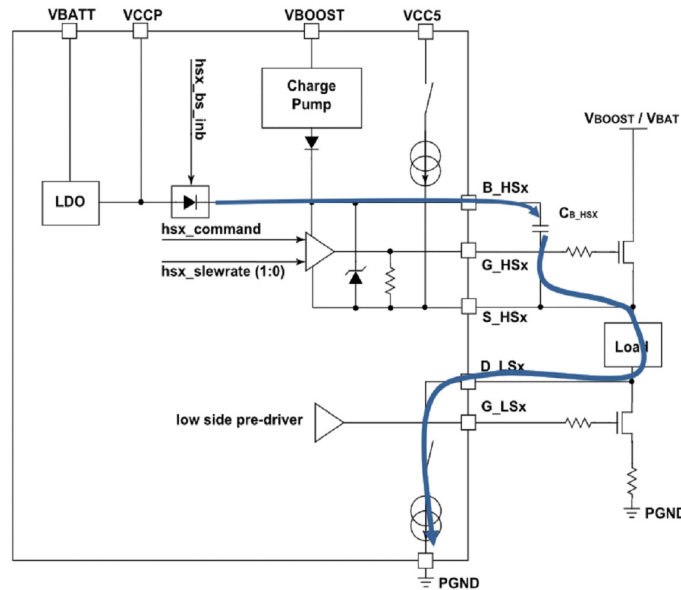 VBATT VCCP VBOOST VCC5
hsx_bs_inb
Charge
Pump
VBOOST / VBAT
LDO
B_HSx
CB_HSX
hsx_command
G_HSx
hsx_slewrate (1:0)
S_HSx
Load
D_LSx
G_LSx
low side pre-driver
PGND
PGND